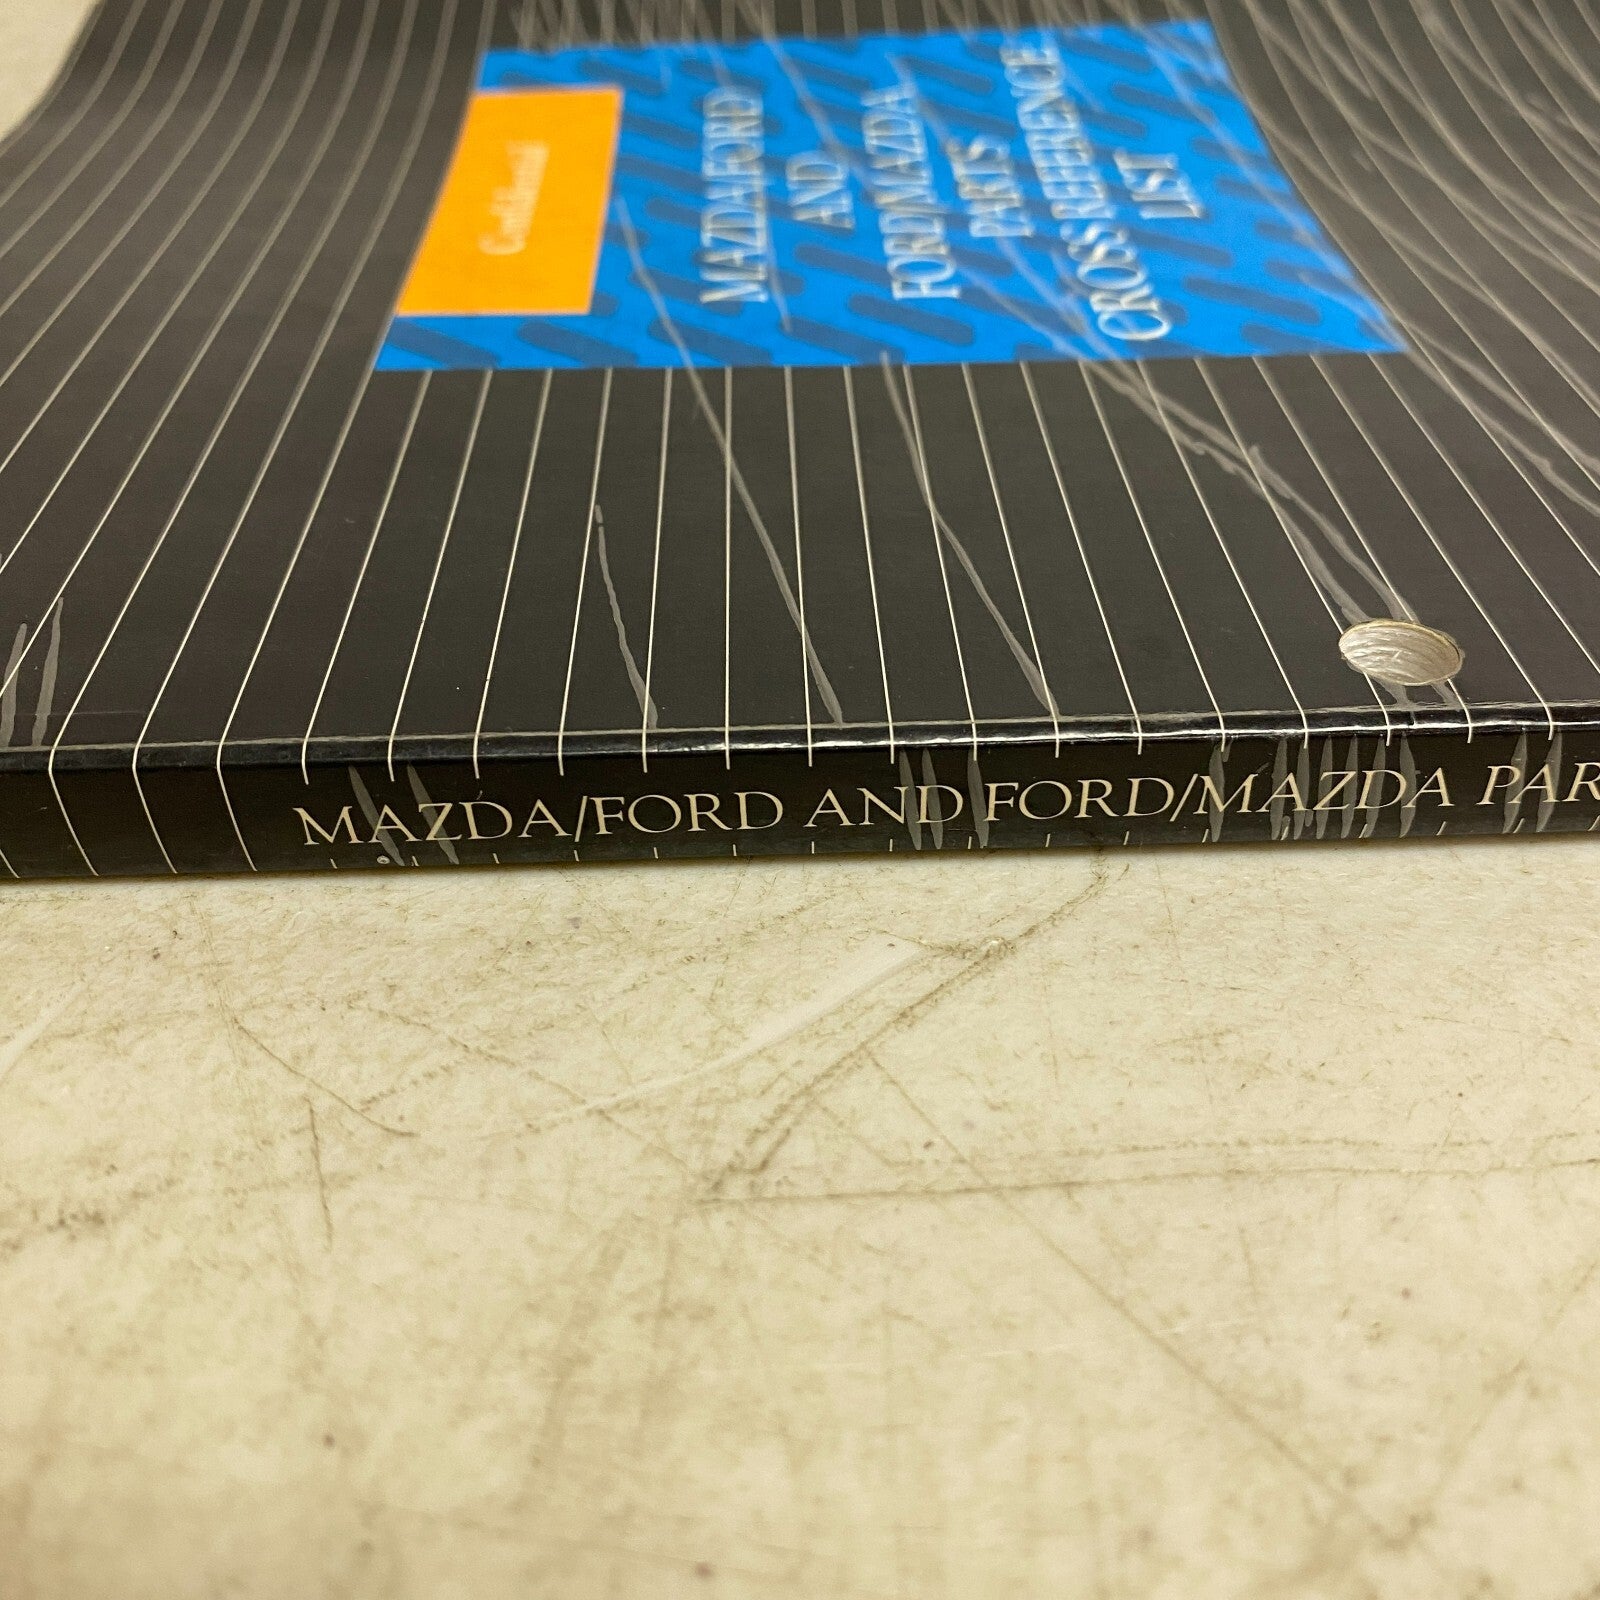 Confidential
MAZDA/FORD
AND
FORD/MAZDA
PARTS
CROSS REFERENCE
LIST
MAZDA/FORD AND FORD/MAZDA PAR